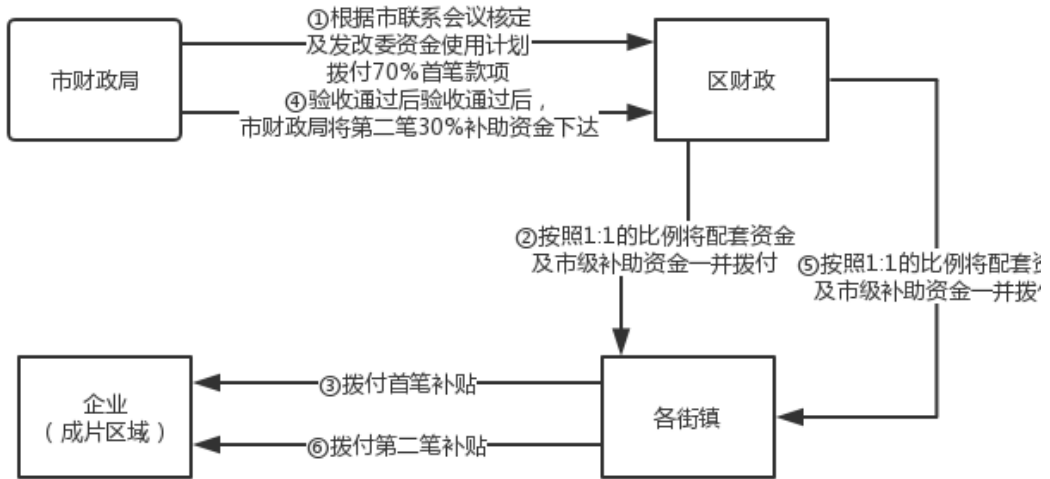 ①根据市联系会议核定
及发改委资金使用计划
拨付70%首笔款项
市财政局
区财政
④验收通过后验收通过后，
市财政局将第二笔30%补助资金下达
②按照1:1的比例将配套资金
及市级补助资金一并拨付
⑤按照1:1的比例将配套
及市级补助资金一并拨
③拨付首笔补贴
企业
（成片区域）
各街镇
⑥拨付第二笔补贴